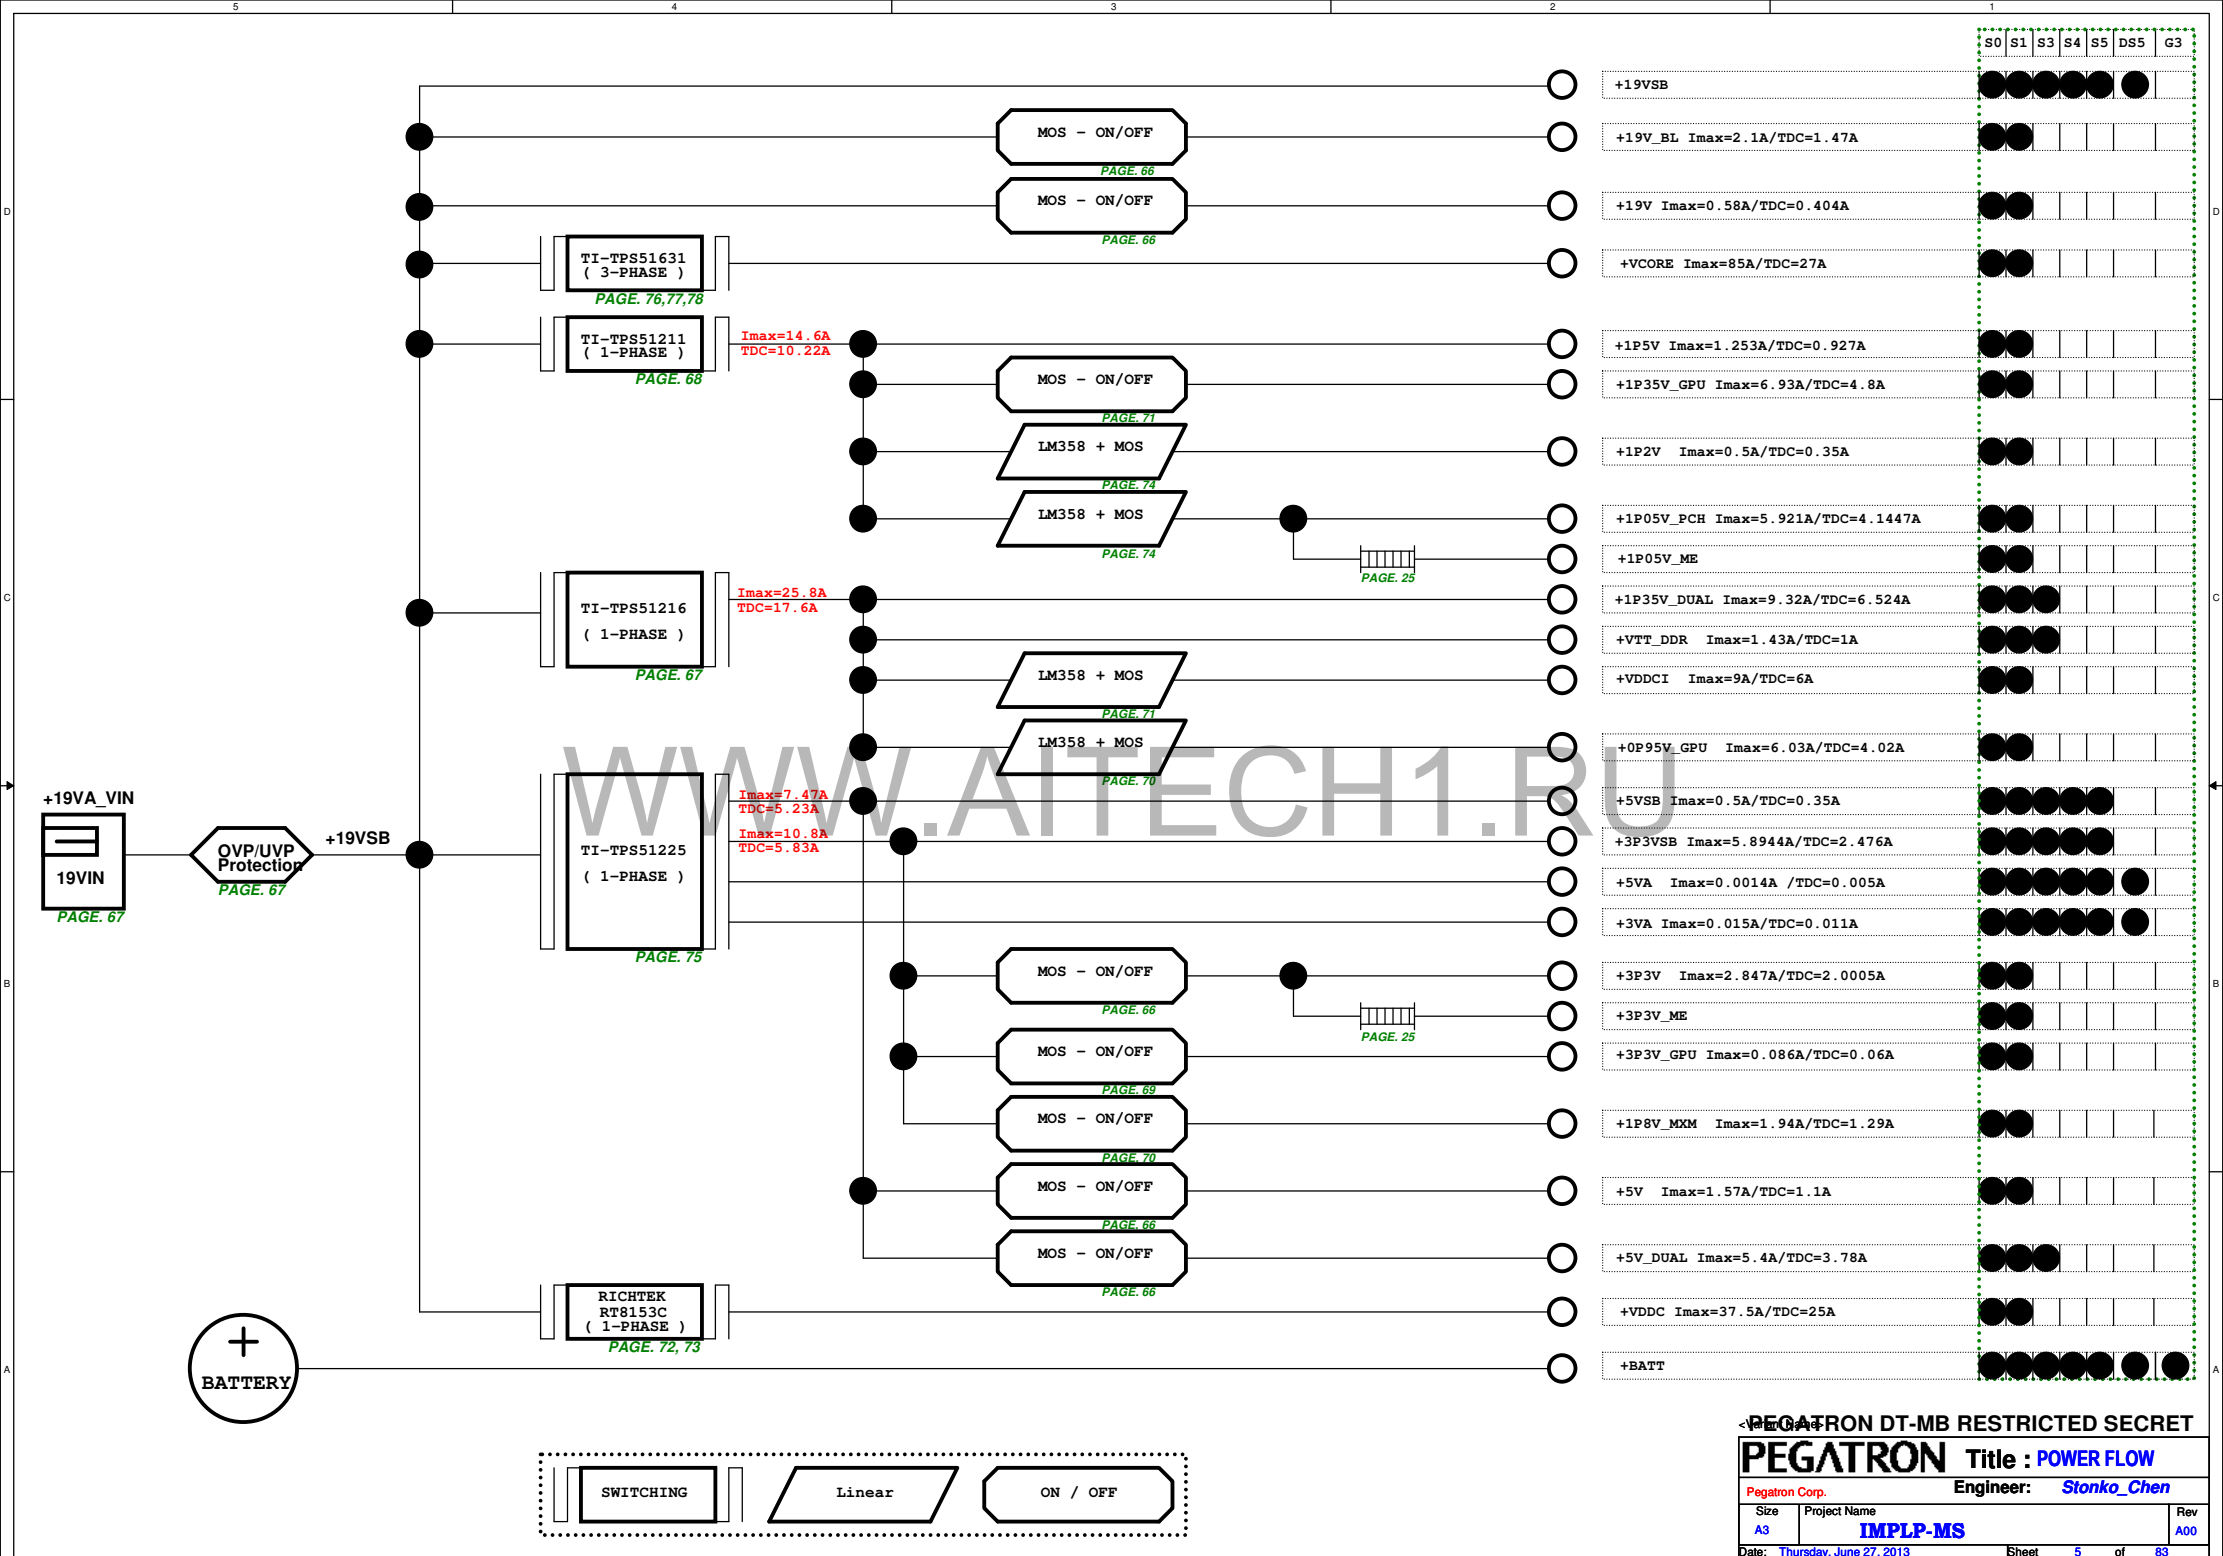 5 4 3 2 1
S0 S1 S3 S4 S5 DS5 G3
+19VSB
MOS - ON/OFF
PAGE. 66
+19V_BL Imax=2.1A/TDC=1.47A
MOS - ON/OFF
PAGE. 66
+19V Imax=0.58A/TDC=0.404A
D D
TI-TPS51631
( 3-PHASE )
PAGE. 76,77,78
+VCORE Imax=85A/TDC=27A
TI-TPS51211
( 1-PHASE )
PAGE. 68
Imax=14.6A
TDC=10.22A
+1P5V Imax=1.253A/TDC=0.927A
MOS - ON/OFF
PAGE. 71
+1P35V_GPU Imax=6.93A/TDC=4.8A
LM358 + MOS
PAGE. 74
+1P2V Imax=0.5A/TDC=0.35A
LM358 + MOS
PAGE. 74
+1P05V_PCH Imax=5.921A/TDC=4.1447A
PAGE. 25
+1P05V_ME
C C
TI-TPS51216
( 1-PHASE )
PAGE. 67
Imax=25.8A
TDC=17.6A
+1P35V_DUAL Imax=9.32A/TDC=6.524A
+VTT_DDR Imax=1.43A/TDC=1A
LM358 + MOS
PAGE. 71
+VDDCI Imax=9A/TDC=6A
LM358 + MOS
PAGE. 70
+0P95V_GPU Imax=6.03A/TDC=4.02A
WWW.AITECH1.RU
+19VA_VIN
19VIN
PAGE. 67
OVP/UVP
Protection
PAGE. 67
+19VSB
TI-TPS51225
( 1-PHASE )
PAGE. 75
Imax=7.47A
TDC=5.23A
Imax=10.8A
TDC=5.83A
+5VSB Imax=0.5A/TDC=0.35A
+3P3VSB Imax=5.8944A/TDC=2.476A
+5VA Imax=0.0014A /TDC=0.005A
+3VA Imax=0.015A/TDC=0.011A
B B
MOS - ON/OFF
PAGE. 66
+3P3V Imax=2.847A/TDC=2.0005A
PAGE. 25
+3P3V_ME
MOS - ON/OFF
PAGE. 69
+3P3V_GPU Imax=0.086A/TDC=0.06A
MOS - ON/OFF
PAGE. 70
+1P8V_MXM Imax=1.94A/TDC=1.29A
MOS - ON/OFF
PAGE. 66
+5V Imax=1.57A/TDC=1.1A
MOS - ON/OFF
PAGE. 66
+5V_DUAL Imax=5.4A/TDC=3.78A
RICHTEK
RT8153C
( 1-PHASE )
PAGE. 72, 73
+VDDC Imax=37.5A/TDC=25A
A A
+
BATTERY
+BATT
SWITCHING
Linear
ON / OFF
<Variant Name>
PEGATRON DT-MB RESTRICTED SECRET
PEGATRON Title : POWER FLOW
Pegatron Corp. Engineer: Stonko_Chen
Size Project Name Rev
A3 IMPLP-MS A00
Date: Thursday, June 27, 2013 Sheet 5 of 83